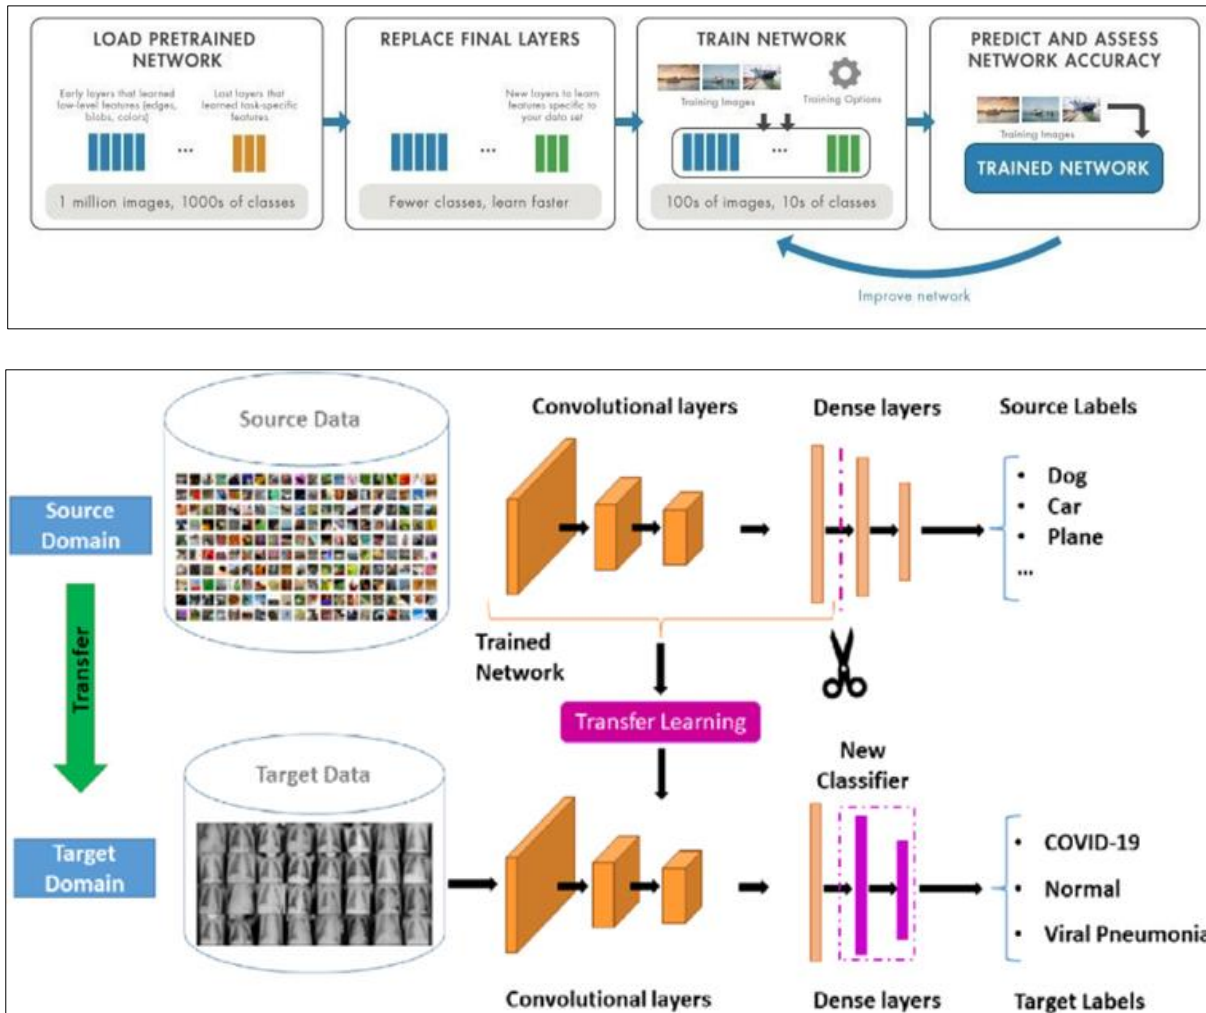 LOAD PRETRAINED
NETWORK
Early layers that learned
low-level features (edges,
blobs, colors)
Last layers that
learned task-specific
features
...
1 million images, 1000s of classes
REPLACE FINAL LAYERS
New layers to learn
features specific to
your data set
...
Fewer classes, learn faster
TRAIN NETWORK
Training Images
Training Options
...
100s of images, 10s of classes
PREDICT AND ASSESS
NETWORK ACCURACY
Training Images
TRAINED NETWORK
Improve network
Source Data
Convolutional layers
Dense layers
Source Labels
Source
Domain
• Dog
• Car
• Plane
...
Trained
Network
Transfer
Transfer Learning
New
Classifier
Target Data
Target
Domain
• COVID-19
• Normal
• Viral Pneumonia
Convolutional layers
Dense layers
Target Labels